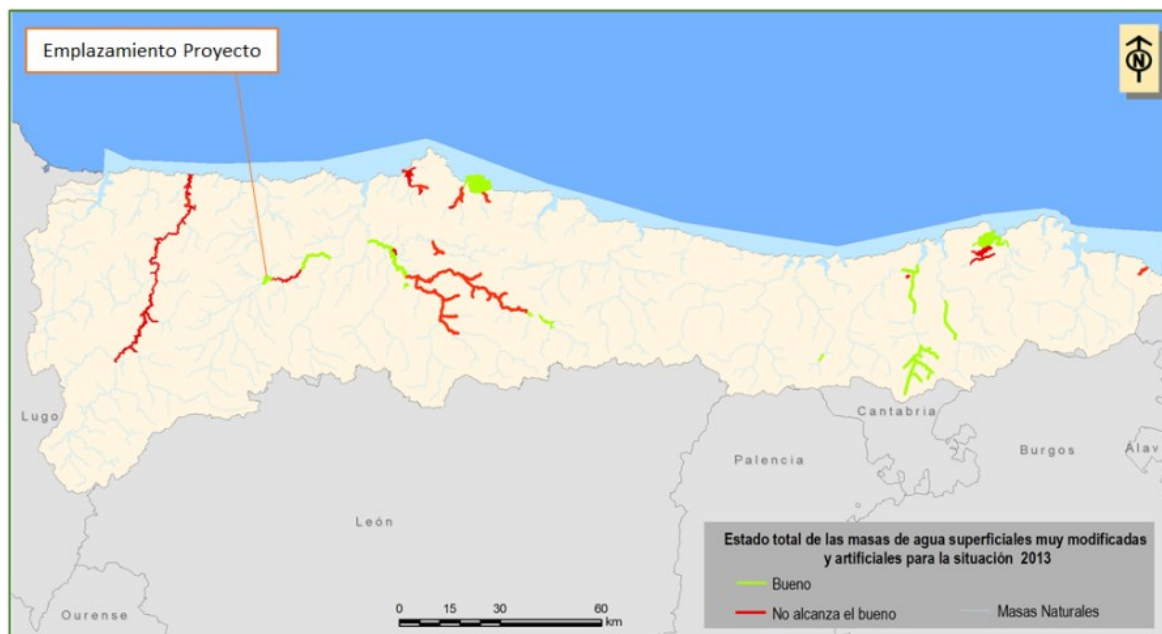 Emplazamiento Proyecto
N
Lugo
Cantabria
Burgos
Álav
Palencia
León
Ourense
Estado total de las masas de agua superficiales muy modificadas
y artificiales para la situación 2013
Bueno
No alcanza el bueno
Masas Naturales
0 15 30 60
km